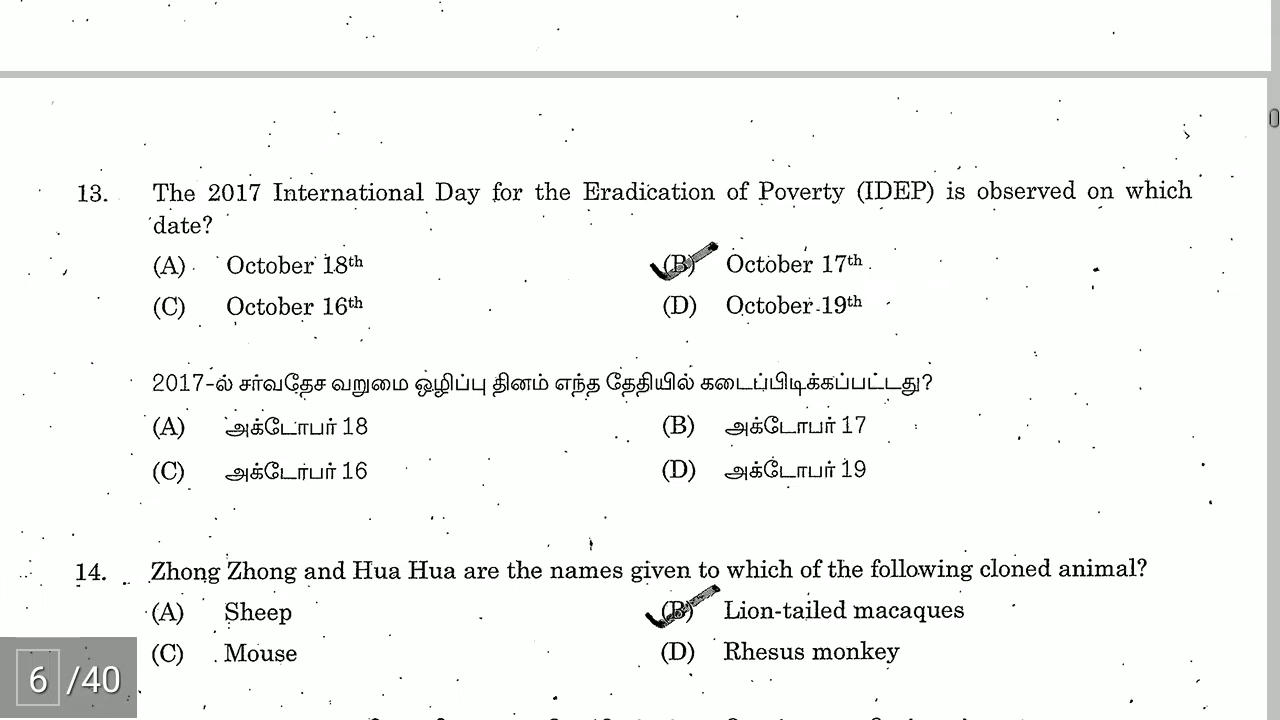 13. The 2017 International Day for the Eradication of Poverty (IDEP) is observed on which
date?
(A) October 18th (B) October 17th
(C) October 16th (D) October 19th
2017-ல் சர்வதேச வறுமை ஒழிப்பு தினம் எந்த தேதியில் கடைப்பிடிக்கப்பட்டது?
(A) அக்டோபர் 18 (B) அக்டோபர் 17
(C) அக்டோபர் 16 (D) அக்டோபர் 19
14. Zhong Zhong and Hua Hua are the names given to which of the following cloned animal?
(A) Sheep (B) Lion-tailed macaques
(C) Mouse (D) Rhesus monkey
6 /40